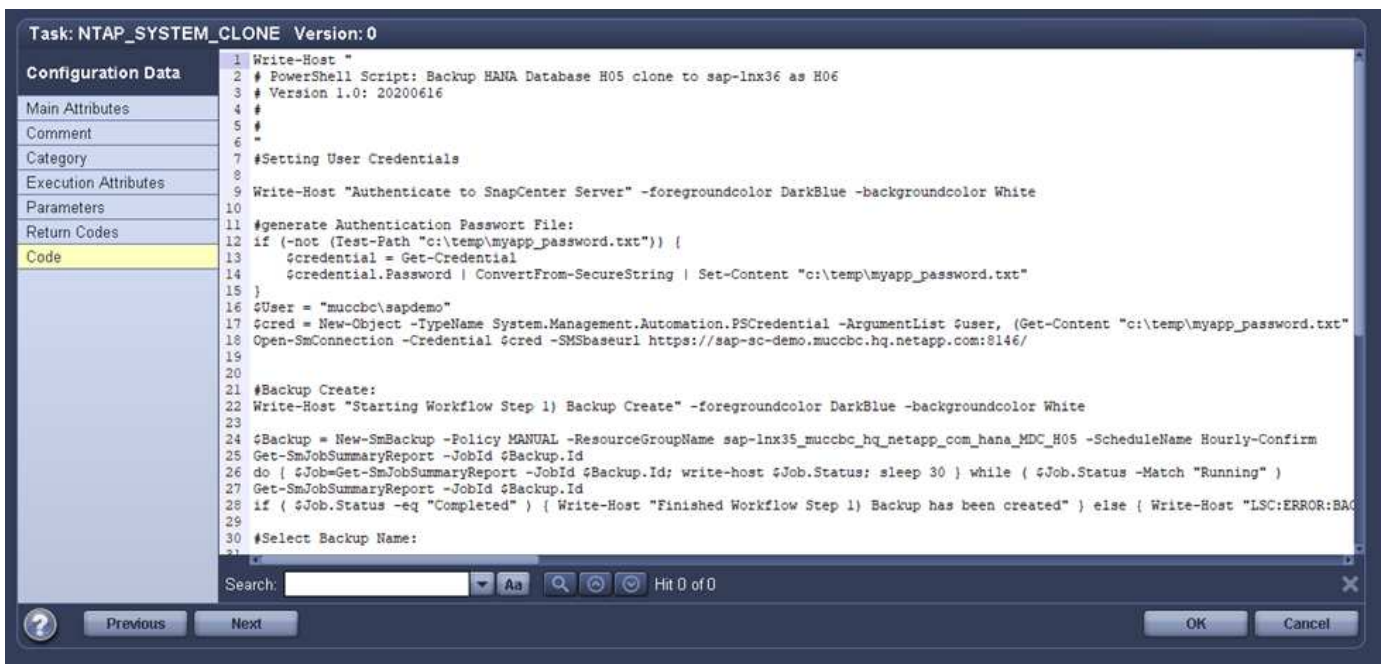 Task: NTAP_SYSTEM_CLONE Version: 0
Configuration Data
Main Attributes
Comment
Category
Execution Attributes
Parameters
Return Codes
Code
1 Write-Host "
2 # PowerShell Script: Backup HANA Database H05 clone to sap-lnx36 as H06
3 # Version 1.0: 20200616
4 #
5 #
6 "
7 #Setting User Credentials
8
9 Write-Host "Authenticate to SnapCenter Server" -foregroundcolor DarkBlue -backgroundcolor White
10
11 #generate Authentication Passwort File:
12 if (-not (Test-Path "c:\temp\myapp_password.txt")) {
13 $credential = Get-Credential
14 $credential.Password | ConvertFrom-SecureString | Set-Content "c:\temp\myapp_password.txt"
15 }
16 $User = "muccbc\sapdemo"
17 $cred = New-Object -TypeName System.Management.Automation.PSCredential -ArgumentList $user, (Get-Content "c:\temp\myapp_password.txt"
18 Open-SmConnection -Credential $cred -SMSbaseurl https://sap-sc-demo.muccbc.hq.netapp.com:8146/
19
20
21 #Backup Create:
22 Write-Host "Starting Workflow Step 1) Backup Create" -foregroundcolor DarkBlue -backgroundcolor White
23
24 $Backup = New-SmBackup -Policy MANUAL -ResourceGroupName sap-lnx35_muccbc_hq_netapp_com_hana_MDC_H05 -ScheduleName Hourly-Confirm
25 Get-SmJobSummaryReport -JobId $Backup.Id
26 do { $Job=Get-SmJobSummaryReport -JobId $Backup.Id; write-host $Job.Status; sleep 30 } while ( $Job.Status -Match "Running" )
27 Get-SmJobSummaryReport -JobId $Backup.Id
28 if ( $Job.Status -eq "Completed" ) { Write-Host "Finished Workflow Step 1) Backup has been created" } else { Write-Host "LSC:ERROR:BAC
29
30 #Select Backup Name:
31
Search: Aa Hit 0 of 0
? Previous Next OK Cancel